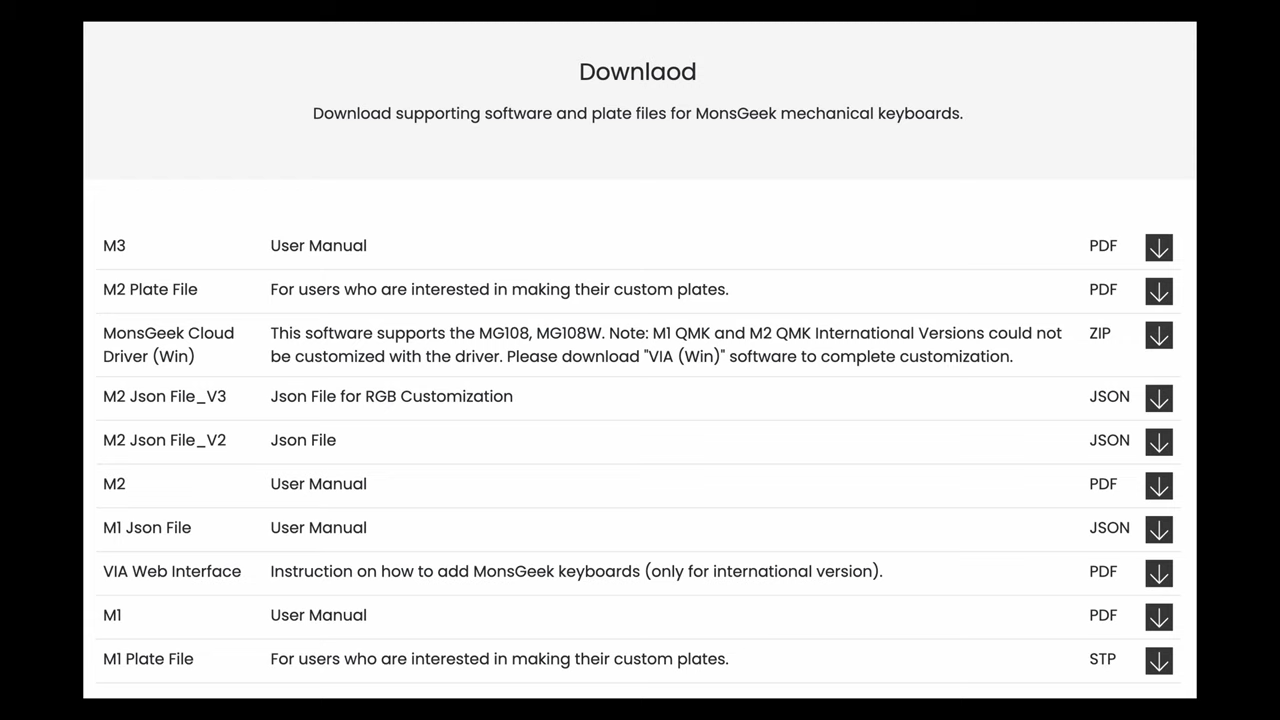 Downlaod
Download supporting software and plate files for MonsGeek mechanical keyboards.
M3 User Manual PDF
M2 Plate File For users who are interested in making their custom plates. PDF
MonsGeek Cloud This software supports the MG108, MG108W. Note: M1 QMK and M2 QMK International Versions could not ZIP
Driver (Win) be customized with the driver. Please download "VIA (Win)" software to complete customization.
M2 Json File_V3 Json File for RGB Customization JSON
M2 Json File_V2 Json File JSON
M2 User Manual PDF
M1 Json File User Manual JSON
VIA Web Interface Instruction on how to add MonsGeek keyboards (only for international version). PDF
M1 User Manual PDF
M1 Plate File For users who are interested in making their custom plates. STP